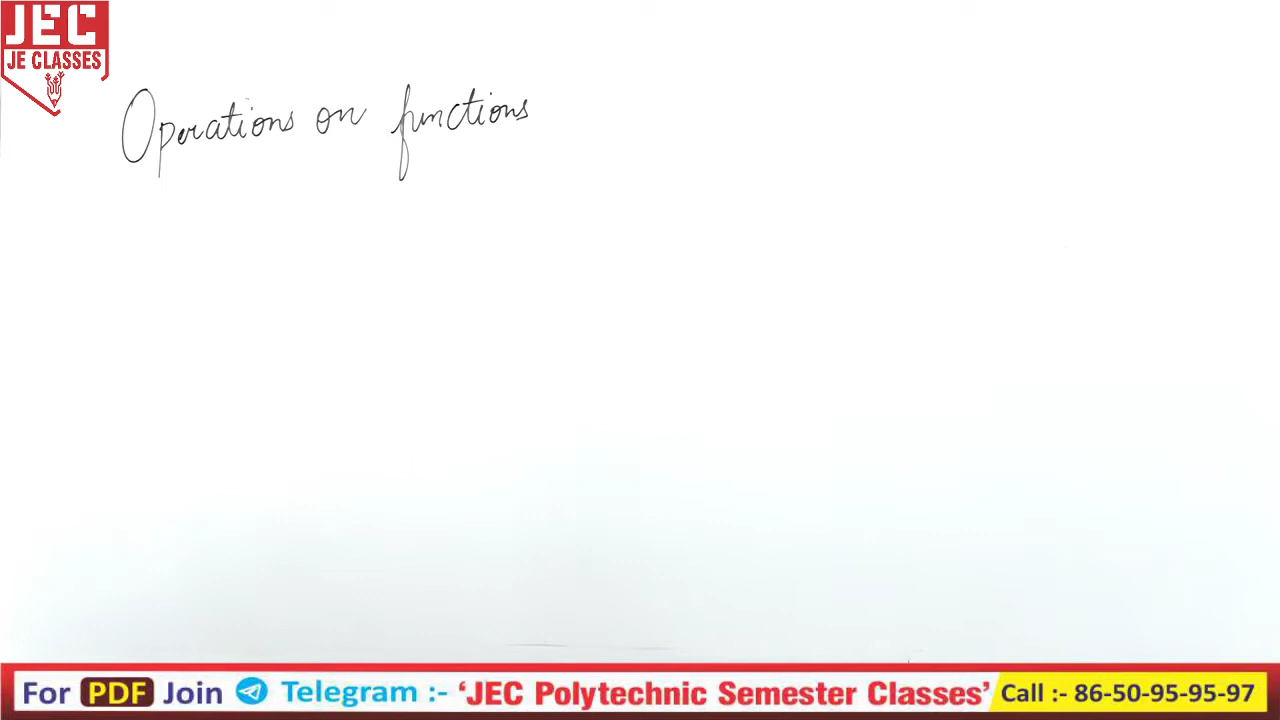 JEC
JE CLASSES
Operations on functions
For PDF Join Telegram :- ‘JEC Polytechnic Semester Classes’ Call :- 86-50-95-95-97